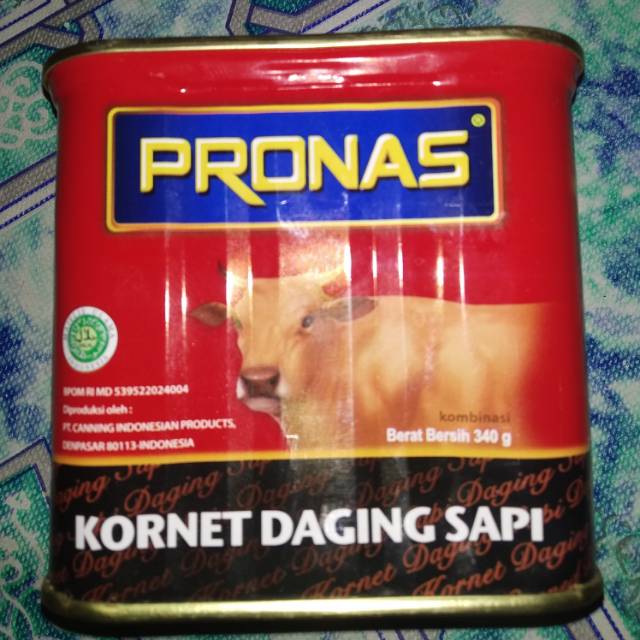 PRONAS®
BPOM RI MD 539522024004
Diproduksi oleh :
PT. CANNING INDONESIAN PRODUCTS,
DENPASAR 80113-INDONESIA
kombinasi
Berat Bersih 340 g
KORNET DAGING SAPI